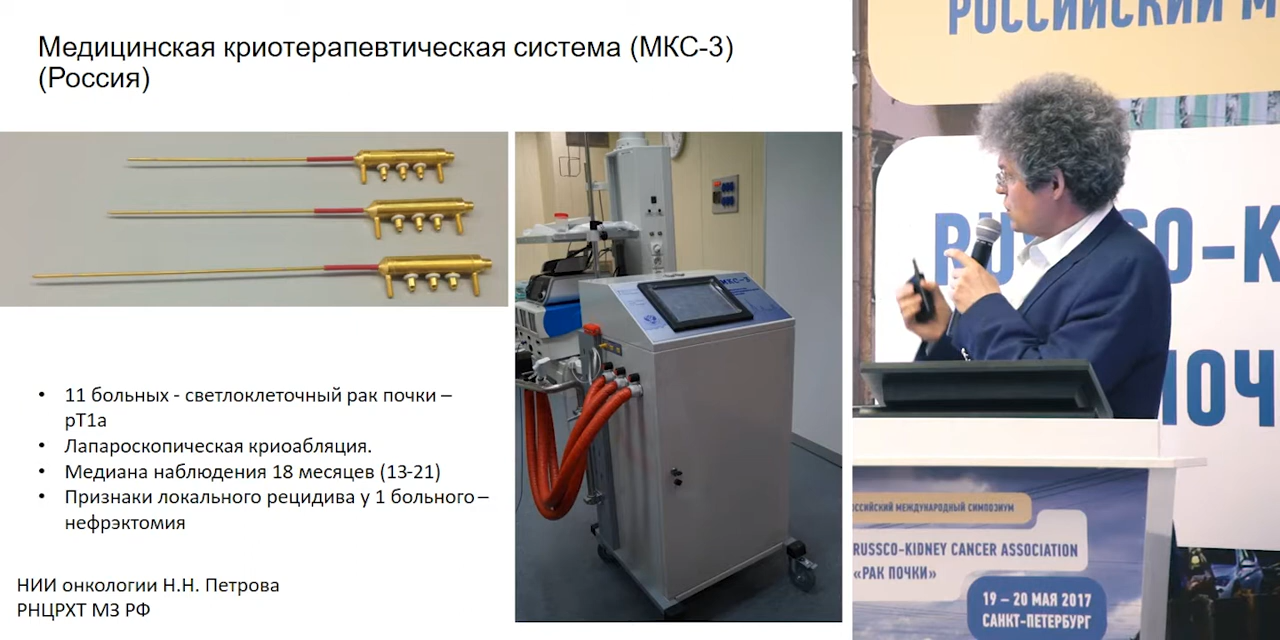 Медицинская криотерапевтическая система (МКС-3)
(Россия)
МКС-3
• 11 больных - светлоклеточный рак почки –
pT1a
• Лапароскопическая криоабляция.
• Медиана наблюдения 18 месяцев (13-21)
• Признаки локального рецидива у 1 больного –
нефрэктомия
НИИ онкологии Н.Н. Петрова
РНЦРХТ МЗ РФ
РОССИЙСКИЙ М
RUSSCO-K
ПОЧ
ОССИЙСКИЙ МЕЖДУНАРОДНЫЙ СИМПОЗИУМ
RUSSCO-KIDNEY CANCER ASSOCIATION
«РАК ПОЧКИ»
19 – 20 МАЯ 2017
САНКТ-ПЕТЕРБУРГ